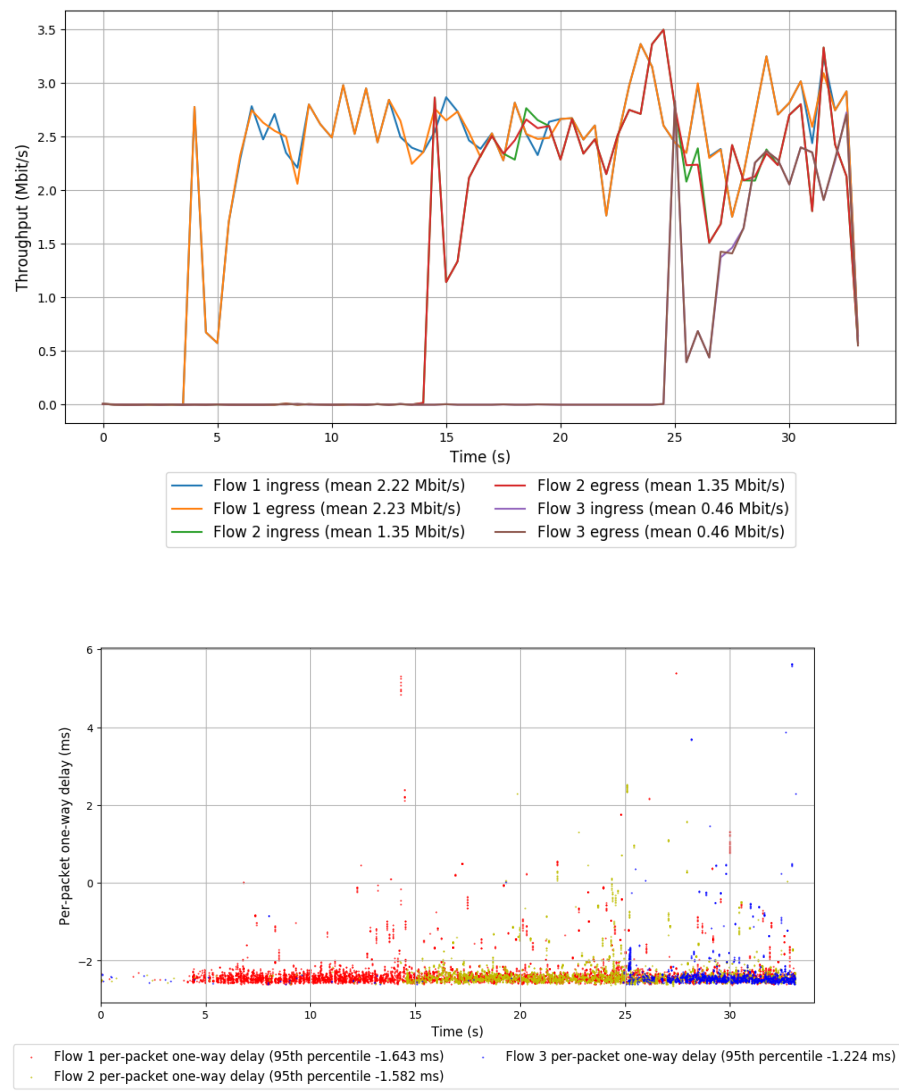 3.5
3.0
2.5
2.0
1.5
1.0
0.5
0.0
Throughput (Mbit/s)
0 5 10 15 20 25 30
Time (s)
Flow 1 ingress (mean 2.22 Mbit/s)
Flow 1 egress (mean 2.23 Mbit/s)
Flow 2 ingress (mean 1.35 Mbit/s)
Flow 2 egress (mean 1.35 Mbit/s)
Flow 3 ingress (mean 0.46 Mbit/s)
Flow 3 egress (mean 0.46 Mbit/s)
6
4
2
0
−2
Per-packet one-way delay (ms)
0 5 10 15 20 25 30
Time (s)
Flow 1 per-packet one-way delay (95th percentile -1.643 ms)
Flow 2 per-packet one-way delay (95th percentile -1.582 ms)
Flow 3 per-packet one-way delay (95th percentile -1.224 ms)